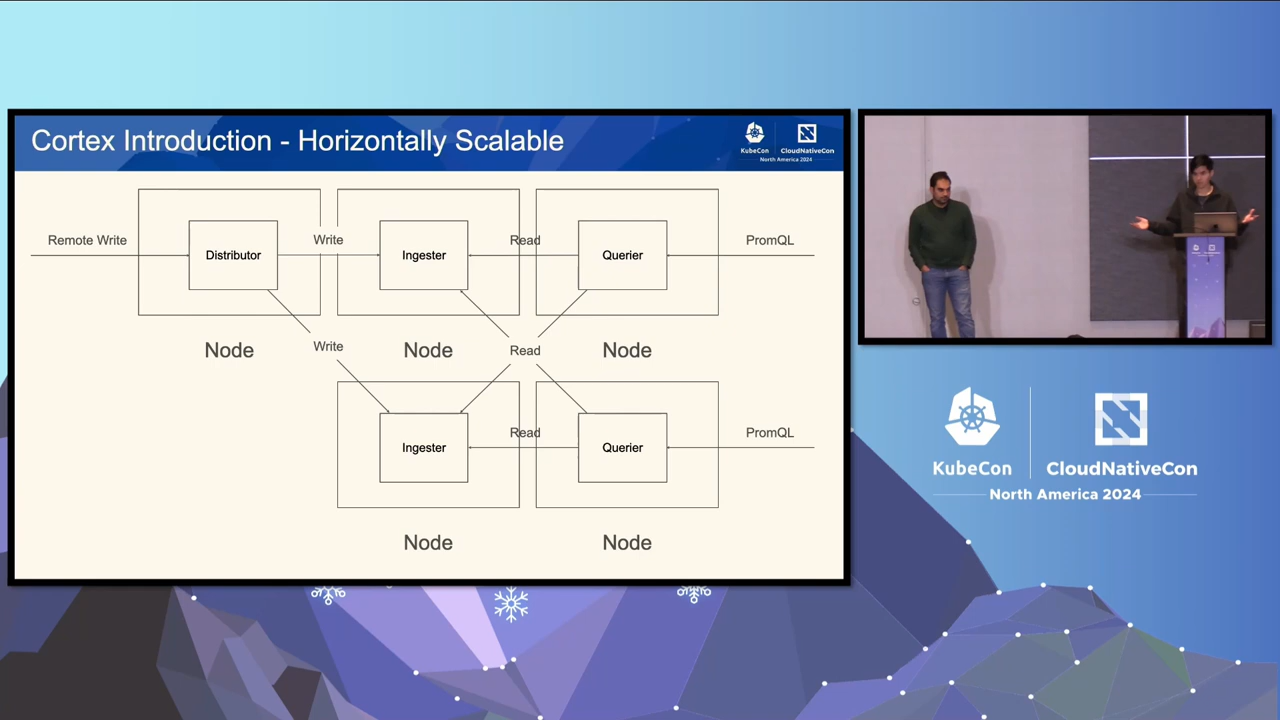 Cortex Introduction - Horizontally Scalable
KubeCon
CloudNativeCon
North America 2024
Remote Write
Distributor
Write
Ingester
Read
Querier
PromQL
Node
Write
Node
Read
Node
Ingester
Read
Querier
PromQL
Node
Node
KubeCon
CloudNativeCon
North America 2024